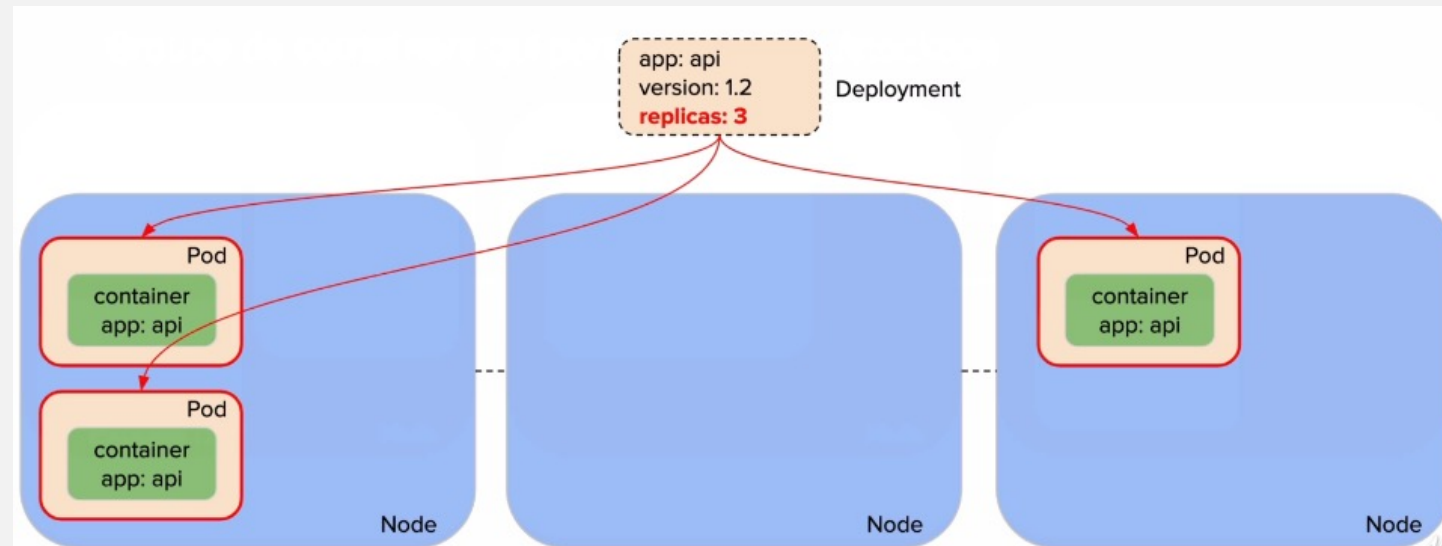 app: api
version: 1.2
replicas: 3
Deployment
Pod
container
app: api
Pod
container
app: api
Node
Node
Pod
container
app: api
Node